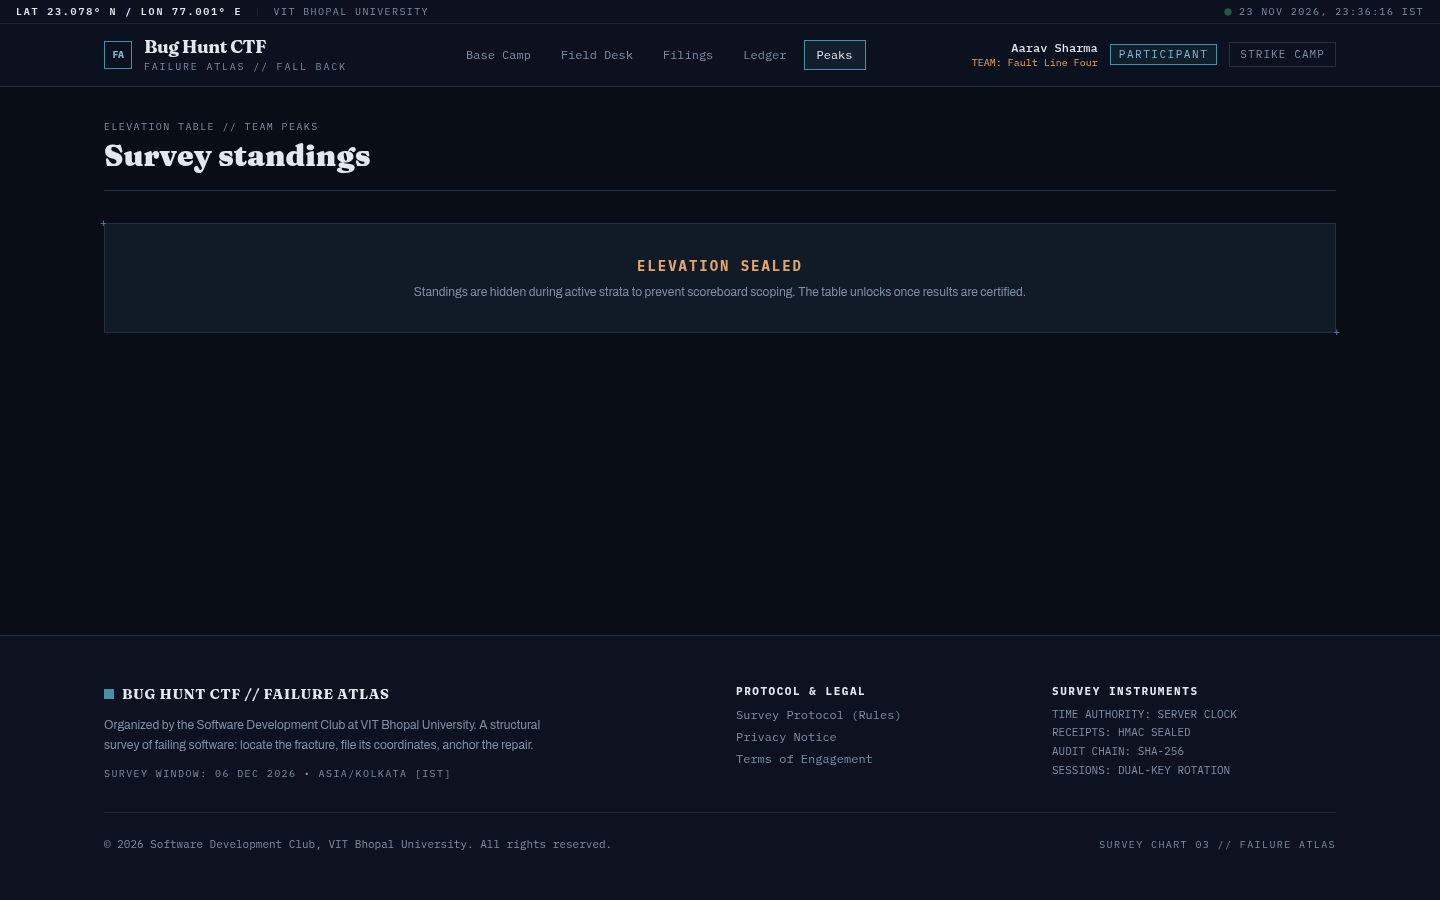 LAT 23.078° N / LON 77.001° E | VIT BHOPAL UNIVERSITY
23 NOV 2026, 23:36:16 IST
FA
Bug Hunt CTF
FAILURE ATLAS // FALL BACK
Base Camp
Field Desk
Filings
Ledger
Peaks
Aarav Sharma
TEAM: Fault Line Four
PARTICIPANT
STRIKE CAMP
ELEVATION TABLE // TEAM PEAKS
Survey standings
ELEVATION SEALED
Standings are hidden during active strata to prevent scoreboard scoping. The table unlocks once results are certified.
BUG HUNT CTF // FAILURE ATLAS
Organized by the Software Development Club at VIT Bhopal University. A structural
survey of failing software: locate the fracture, file its coordinates, anchor the repair.
SURVEY WINDOW: 06 DEC 2026 • ASIA/KOLKATA [IST]
PROTOCOL & LEGAL
Survey Protocol (Rules)
Privacy Notice
Terms of Engagement
SURVEY INSTRUMENTS
TIME AUTHORITY: SERVER CLOCK
RECEIPTS: HMAC SEALED
AUDIT CHAIN: SHA-256
SESSIONS: DUAL-KEY ROTATION
© 2026 Software Development Club, VIT Bhopal University. All rights reserved.
SURVEY CHART 03 // FAILURE ATLAS